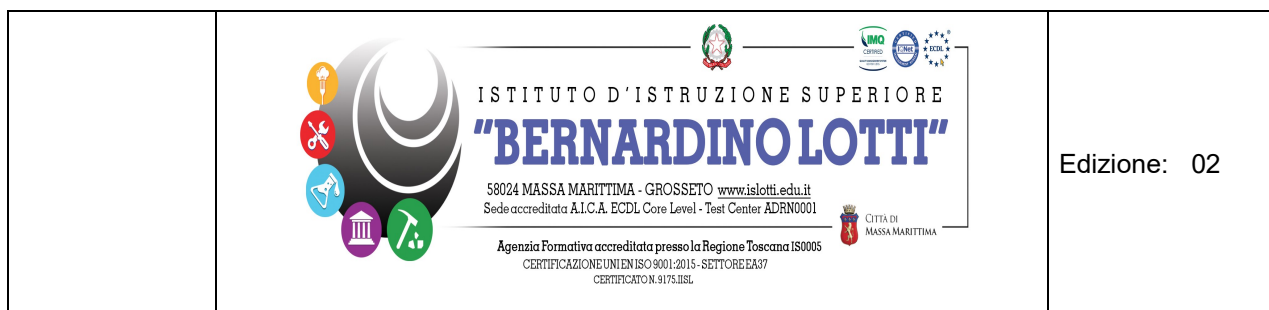 IMQ
CERTIFIED
IQNet
ECDL
ISTITUTO D'ISTRUZIONE SUPERIORE
"BERNARDINO LOTTI"
58024 MASSA MARITTIMA - GROSSETO www.islotti.edu.it
Sede accreditata A.I.C.A. ECDL Core Level - Test Center ADRN0001
CITTÀ DI
MASSA MARITTIMA
Agenzia Formativa accreditata presso la Regione Toscana IS0005
CERTIFICAZIONE UNI EN ISO 9001:2015 - SETTORE EA37
CERTIFICATO N. 9175.IISL
Edizione: 02